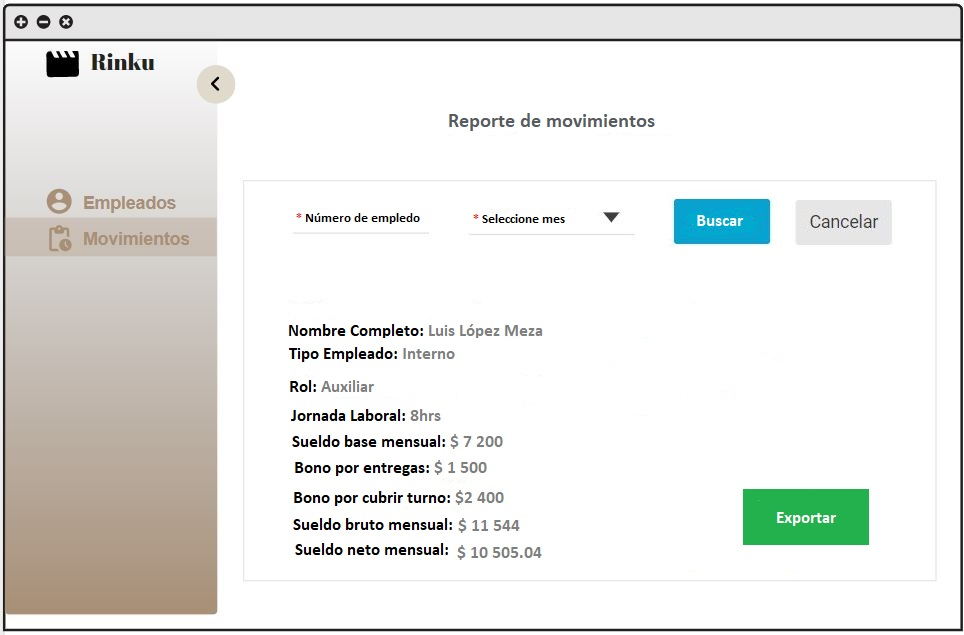 Rinku
Reporte de movimientos
Empleados
Movimientos
* Número de empledo
* Seleccione mes
Buscar
Cancelar
Nombre Completo: Luis López Meza
Tipo Empleado: Interno
Rol: Auxiliar
Jornada Laboral: 8hrs
Sueldo base mensual: $ 7 200
Bono por entregas: $ 1 500
Bono por cubrir turno: $2 400
Sueldo bruto mensual: $ 11 544
Sueldo neto mensual: $ 10 505.04
Exportar